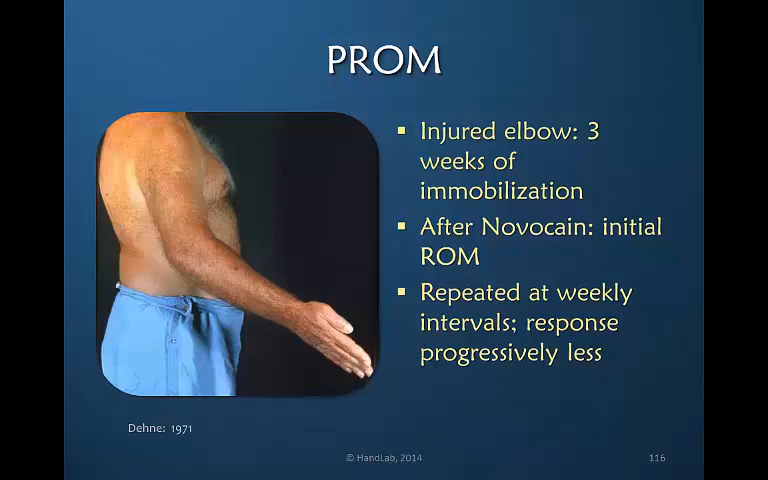 PROM
▪ Injured elbow: 3
weeks of
immobilization
▪ After Novocain: initial
ROM
▪ Repeated at weekly
intervals; response
progressively less
Dehne: 1971
© HandLab, 2014
116